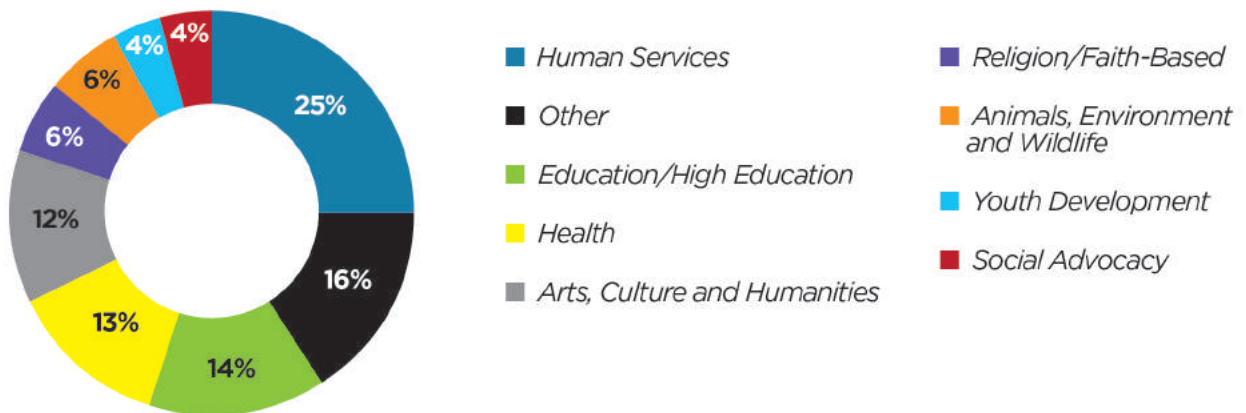 4%
4%
6%
25%
6%
12%
16%
13%
14%
Human Services
Other
Education/High Education
Health
Arts, Culture and Humanities
Religion/Faith-Based
Animals, Environment
and Wildlife
Youth Development
Social Advocacy